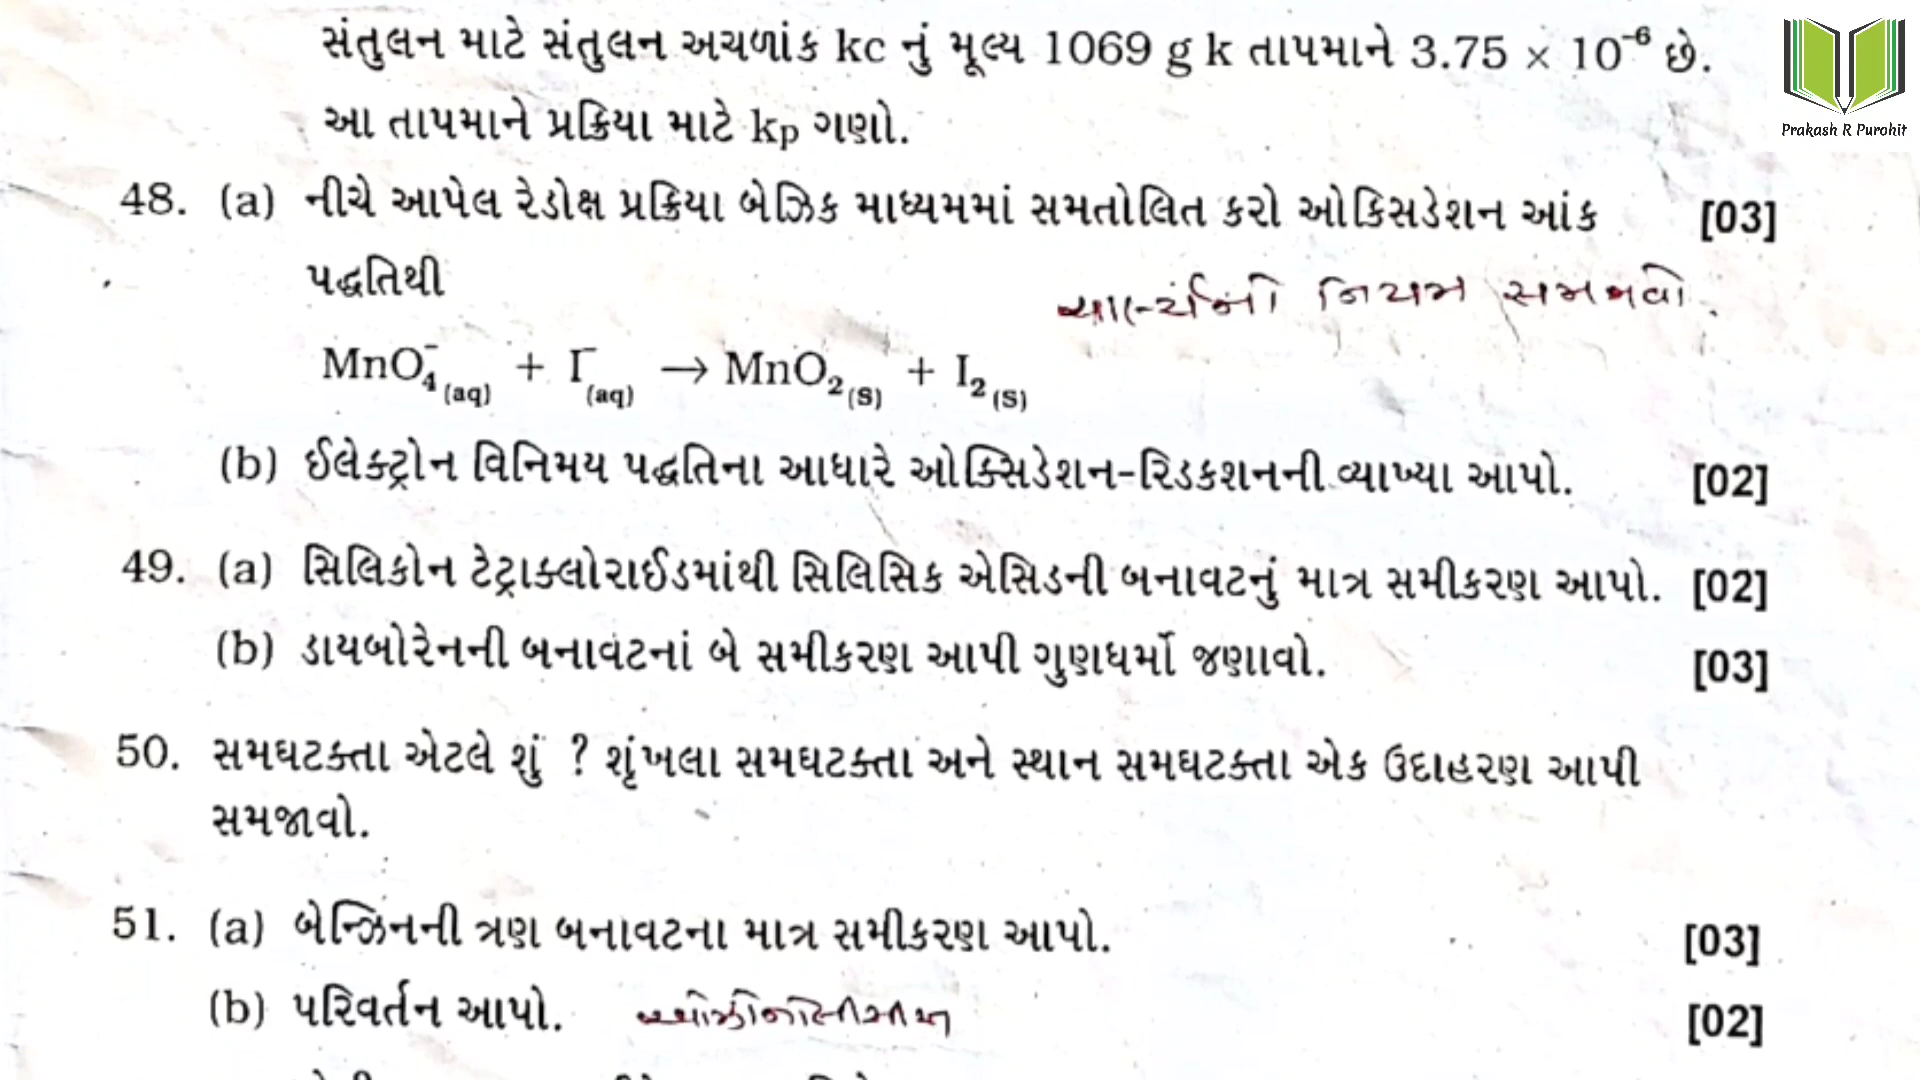 સંતુલન માટે સંતુલન અચળાંક kc નું મૂલ્ય 1069 g k તાપમાને 3.75 × 10⁻⁶ છે.
Prakash R Purohit
આ તાપમાને પ્રક્રિયા માટે kp ગણો.
48. (a) નીચે આપેલ રેડોક્ષ પ્રક્રિયા બેઝિક માધ્યમમાં સમતોલિત કરો ઓકિસડેશન આંક [03]
પદ્ધતિથી
નિયમ સમજાવો.
MnO₄⁻(aq) + I⁻(aq) → MnO₂(S) + I₂(S)
(b) ઈલેક્ટ્રોન વિનિમય પદ્ધતિના આધારે ઓક્સિડેશન-રિડકશનની વ્યાખ્યા આપો. [02]
49. (a) સિલિકોન ટેટ્રાક્લોરાઈડમાંથી સિલિસિક એસિડની બનાવટનું માત્ર સમીકરણ આપો. [02]
(b) ડાયબોરેનની બનાવટનાં બે સમીકરણ આપી ગુણધર્મો જણાવો. [03]
50. સમઘટક્તા એટલે શું ? શૃંખલા સમઘટક્તા અને સ્થાન સમઘટક્તા એક ઉદાહરણ આપી
સમજાવો.
51. (a) બેન્ઝિનની ત્રણ બનાવટના માત્ર સમીકરણ આપો. [03]
(b) પરિવર્તન આપો. [02]